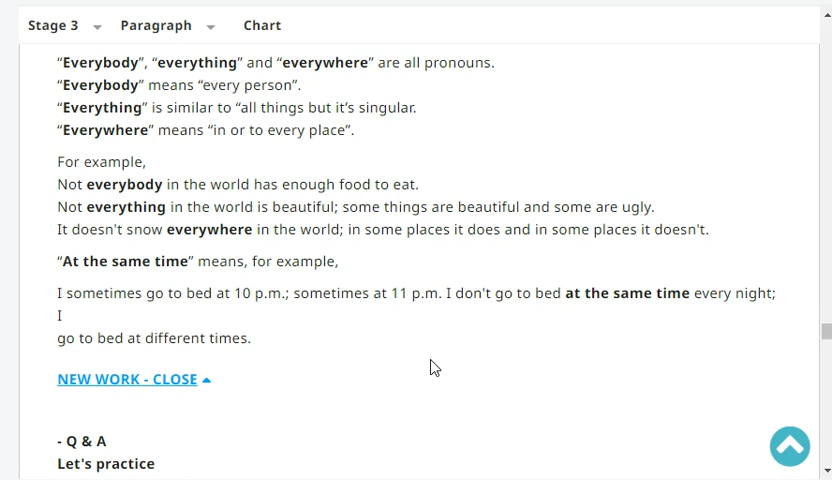 Stage 3 Paragraph Chart
“Everybody”, “everything” and “everywhere” are all pronouns.
“Everybody” means “every person”.
“Everything” is similar to “all things but it’s singular.
“Everywhere” means “in or to every place”.
For example,
Not everybody in the world has enough food to eat.
Not everything in the world is beautiful; some things are beautiful and some are ugly.
It doesn't snow everywhere in the world; in some places it does and in some places it doesn't.
“At the same time” means, for example,
I sometimes go to bed at 10 p.m.; sometimes at 11 p.m. I don't go to bed at the same time every night;
I
go to bed at different times.
NEW WORK - CLOSE
- Q & A
Let's practice